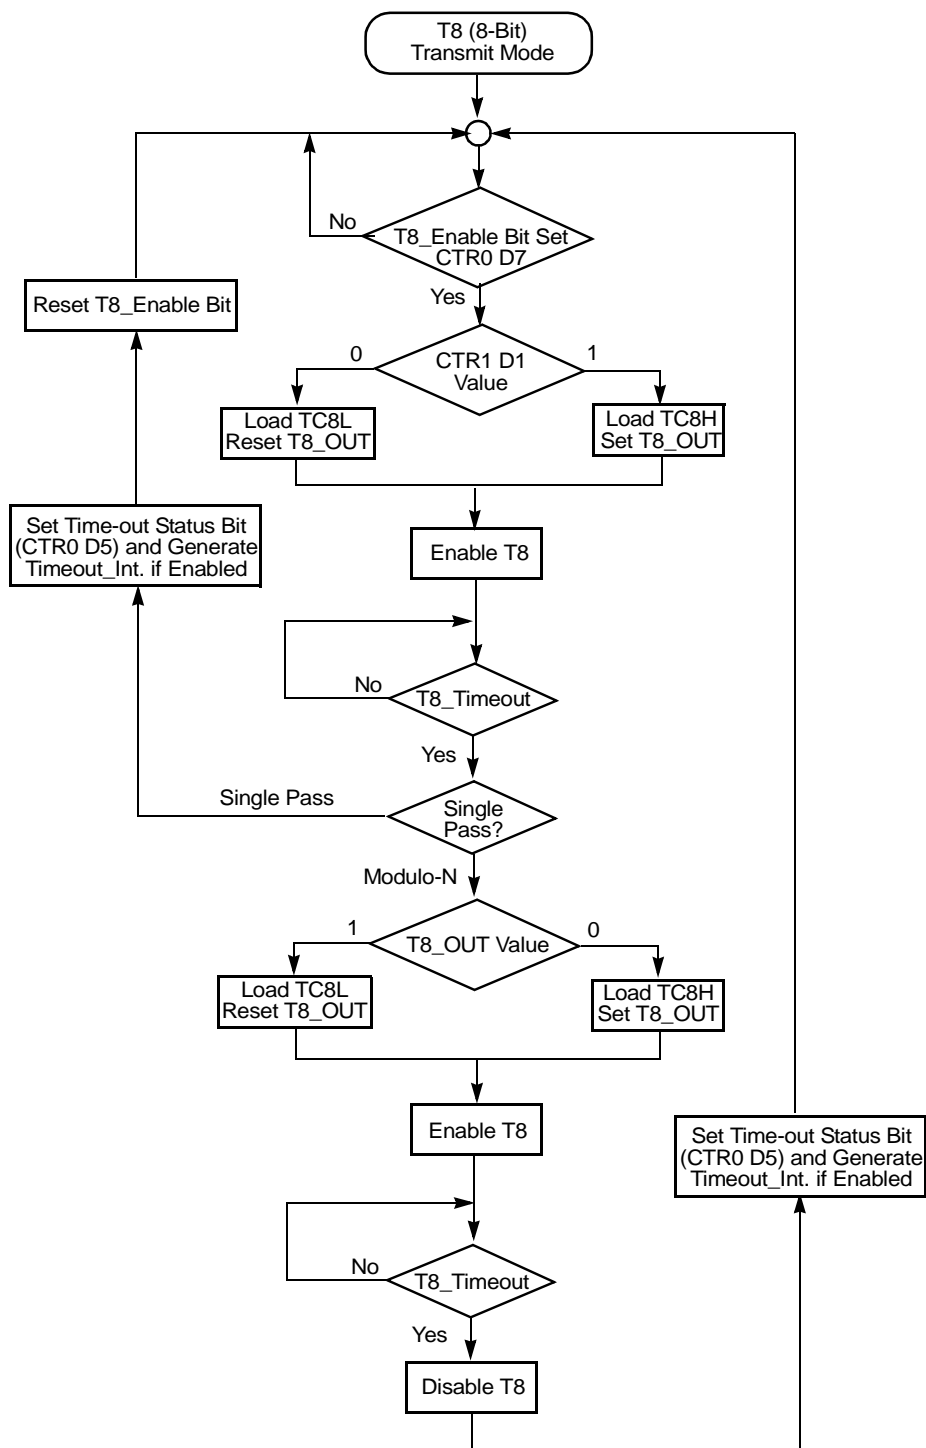 T8 (8-Bit)
Transmit Mode
No
T8_Enable Bit Set
CTR0 D7
Yes
Reset T8_Enable Bit
0
CTR1 D1
Value
1
Load TC8L
Reset T8_OUT
Load TC8H
Set T8_OUT
Set Time-out Status Bit
(CTR0 D5) and Generate
Timeout_Int. if Enabled
Enable T8
No
T8_Timeout
Yes
Single Pass
Single
Pass?
Modulo-N
1
T8_OUT Value
0
Load TC8L
Reset T8_OUT
Load TC8H
Set T8_OUT
Enable T8
Set Time-out Status Bit
(CTR0 D5) and Generate
Timeout_Int. if Enabled
No
T8_Timeout
Yes
Disable T8